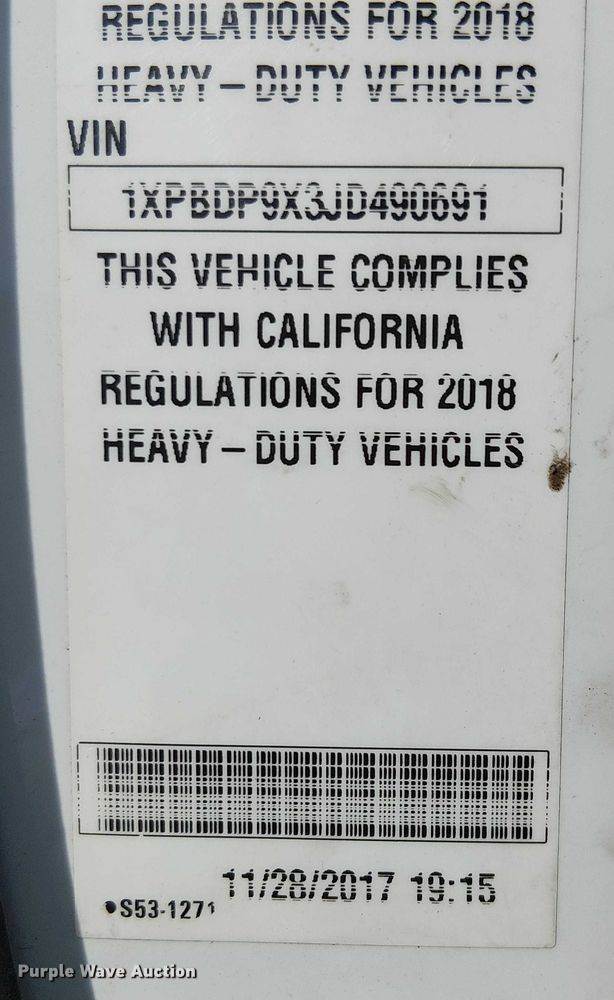 REGULATIONS FOR 2018
HEAVY – DUTY VEHICLES
VIN
1XPBDP9X3JD490691
THIS VEHICLE COMPLIES
WITH CALIFORNIA
REGULATIONS FOR 2018
HEAVY – DUTY VEHICLES
11/28/2017 19:15
•S53-1271
Purple Wave Auction